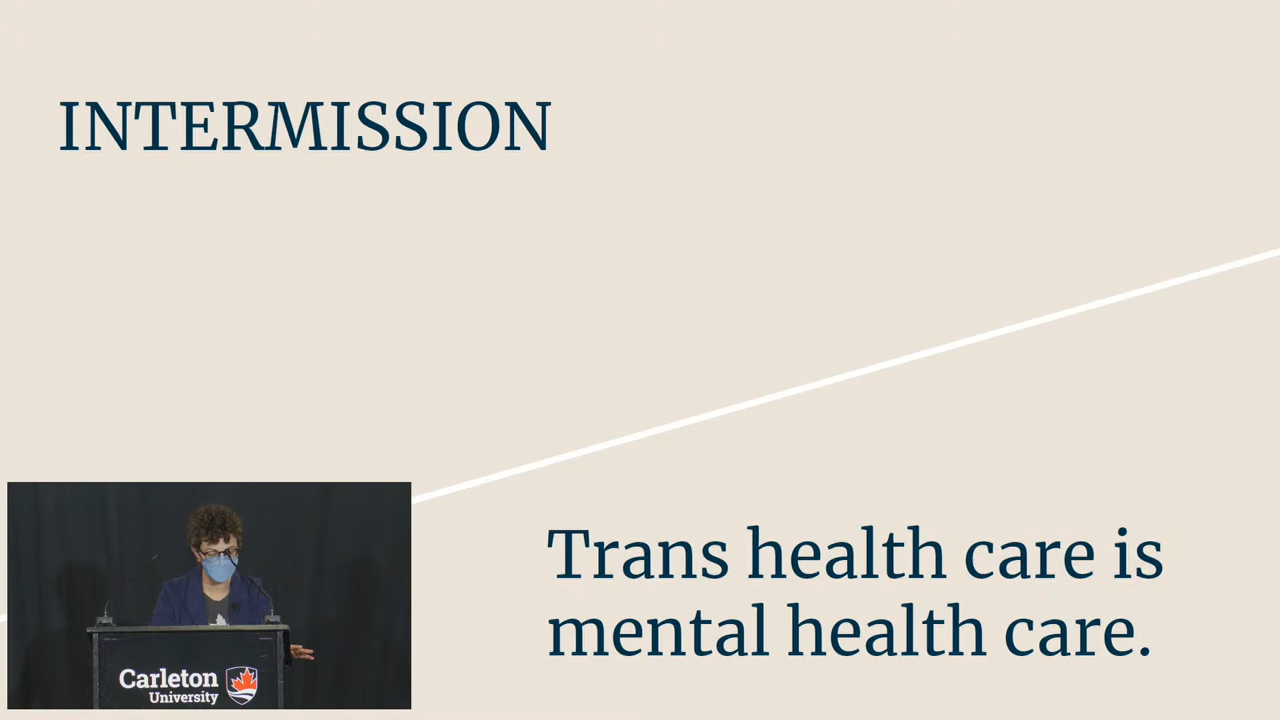 INTERMISSION
Trans health care is
mental health care.
Carleton
University